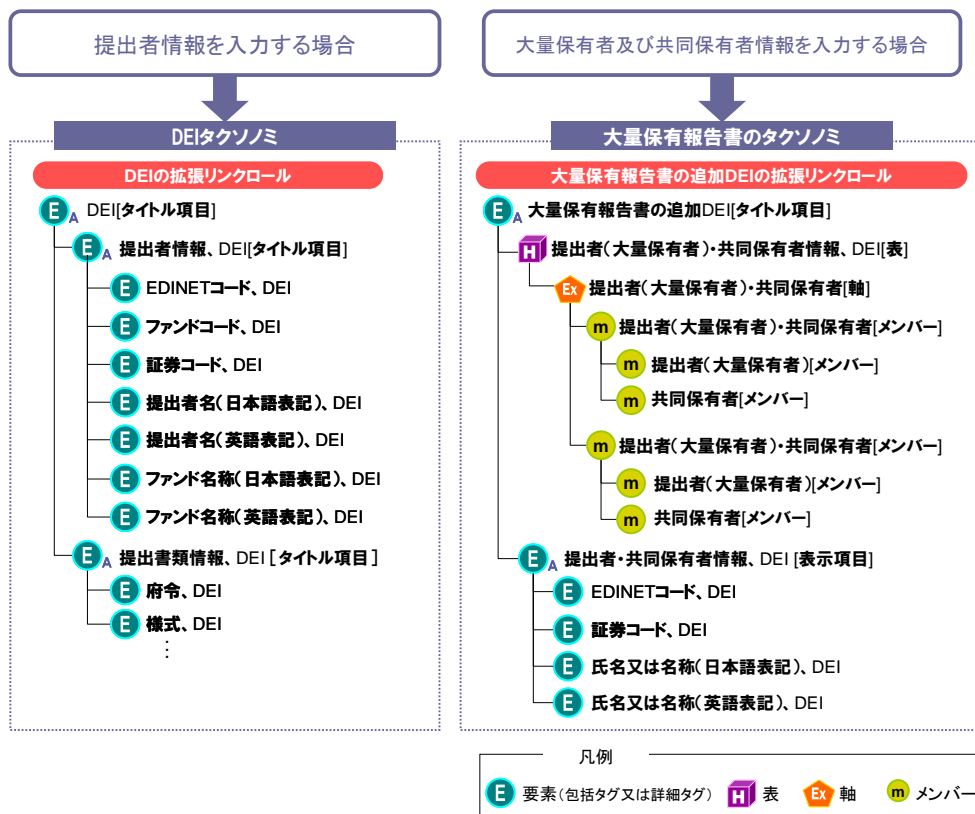 提出者情報を入力する場合
DEIタクソノミ
DEIの拡張リンクロール
E A DEI[タイトル項目]
E A 提出者情報、DEI[タイトル項目]
E EDINETコード、DEI
E ファンドコード、DEI
E 証券コード、DEI
E 提出者名(日本語表記)、DEI
E 提出者名(英語表記)、DEI
E ファンド名称(日本語表記)、DEI
E ファンド名称(英語表記)、DEI
E A 提出書類情報、DEI[タイトル項目]
E 府令、DEI
E 様式、DEI
⋮
大量保有者及び共同保有者情報を入力する場合
大量保有報告書のタクソノミ
大量保有報告書の追加DEIの拡張リンクロール
E A 大量保有報告書の追加DEI[タイトル項目]
H 提出者(大量保有者)・共同保有者情報、DEI[表]
Ex 提出者(大量保有者)・共同保有者[軸]
m 提出者(大量保有者)・共同保有者[メンバー]
m 提出者(大量保有者)[メンバー]
m 共同保有者[メンバー]
m 提出者(大量保有者)・共同保有者[メンバー]
m 提出者(大量保有者)[メンバー]
m 共同保有者[メンバー]
E A 提出者・共同保有者情報、DEI [表示項目]
E EDINETコード、DEI
E 証券コード、DEI
E 氏名又は名称(日本語表記)、DEI
E 氏名又は名称(英語表記)、DEI
凡例
E 要素(包括タグ又は詳細タグ) H 表 Ex 軸 m メンバー